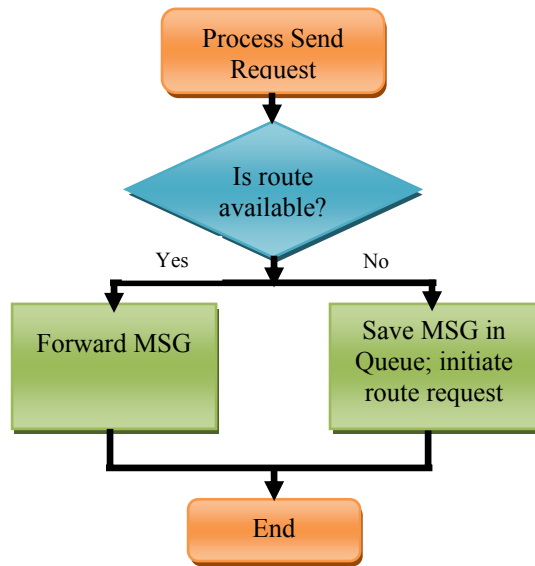 Process Send
Request
Is route
available?
Yes
No
Forward MSG
Save MSG in
Queue; initiate
route request
End